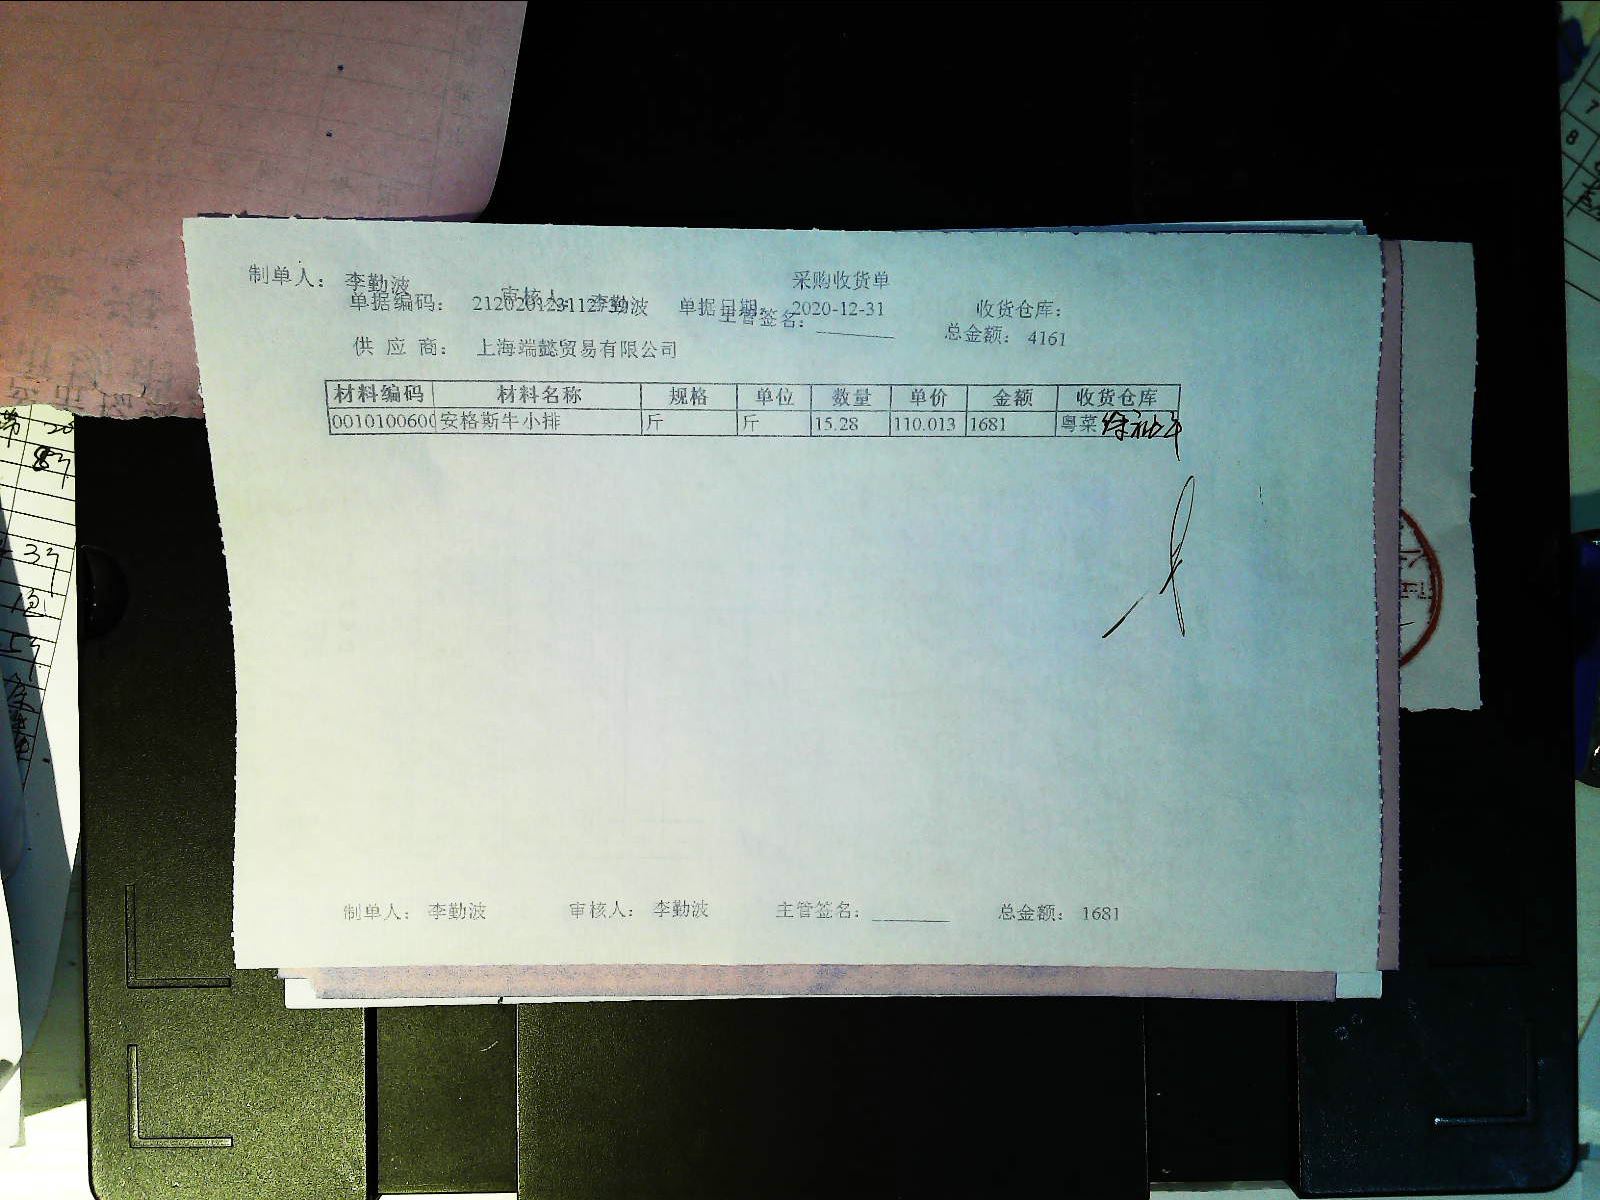 采购收货单
制单人： 李勤波 审核人： 李勤波 主管签名： 总金额： 4161
单据编码： 单据日期： 2020-12-31 收货仓库：
供 应 商： 上海端懿贸易有限公司
材料编码 材料名称 规格 单位 数量 单价 金额 收货仓库
0010100600 安格斯牛小排 斤 斤 15.28 110.013 1681 粤菜
制单人： 李勤波 审核人： 李勤波 主管签名： 总金额： 1681